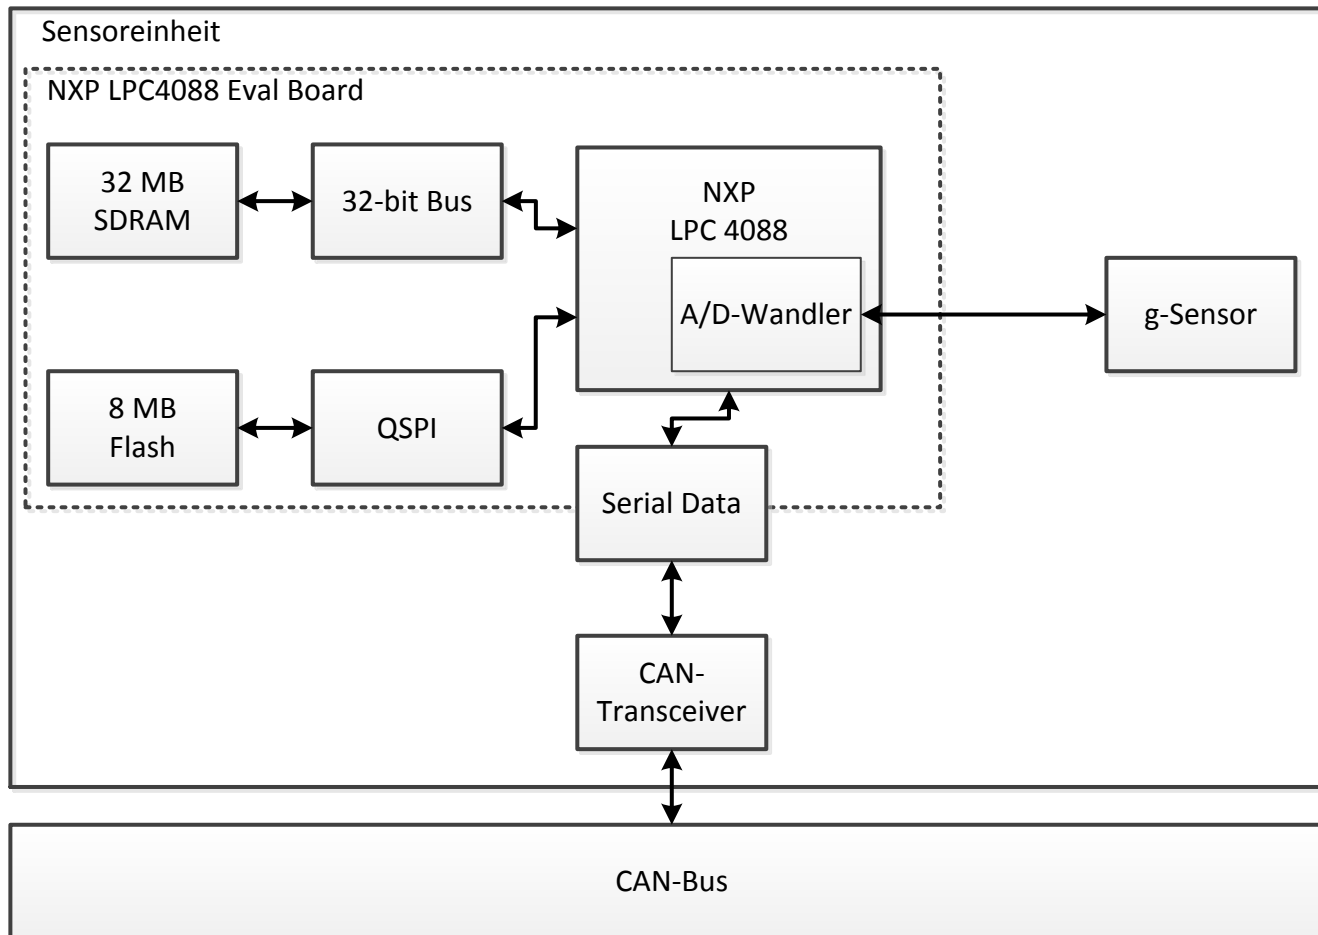 Sensoreinheit
NXP LPC4088 Eval Board
32 MB
SDRAM
32-bit Bus
NXP
LPC 4088
A/D-Wandler
g-Sensor
8 MB
Flash
QSPI
Serial Data
CAN-
Transceiver
CAN-Bus